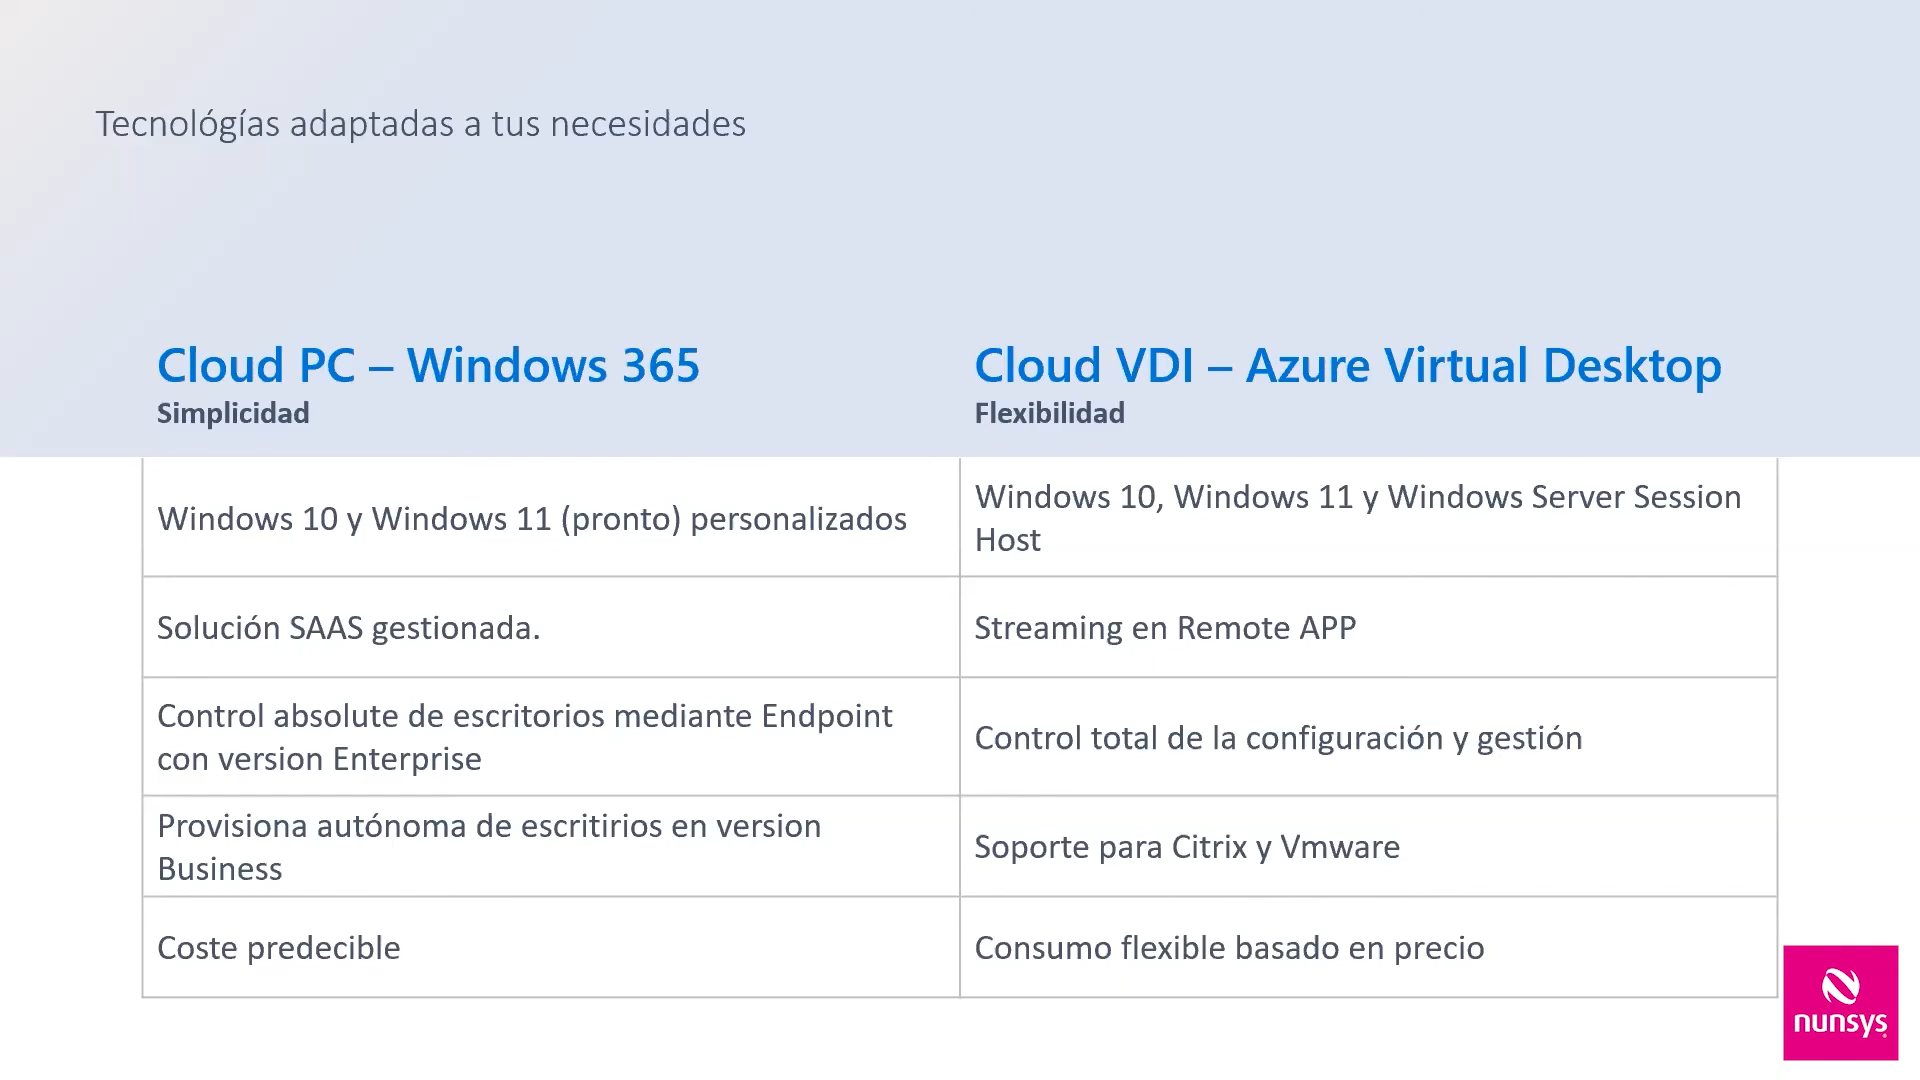 Tecnológías adaptadas a tus necesidades
Cloud PC – Windows 365
Simplicidad
Cloud VDI – Azure Virtual Desktop
Flexibilidad
Windows 10 y Windows 11 (pronto) personalizados
Windows 10, Windows 11 y Windows Server Session
Host
Solución SAAS gestionada.
Streaming en Remote APP
Control absolute de escritorios mediante Endpoint
con version Enterprise
Control total de la configuración y gestión
Provisiona autónoma de escritirios en version
Business
Soporte para Citrix y Vmware
Coste predecible
Consumo flexible basado en precio
nunsys